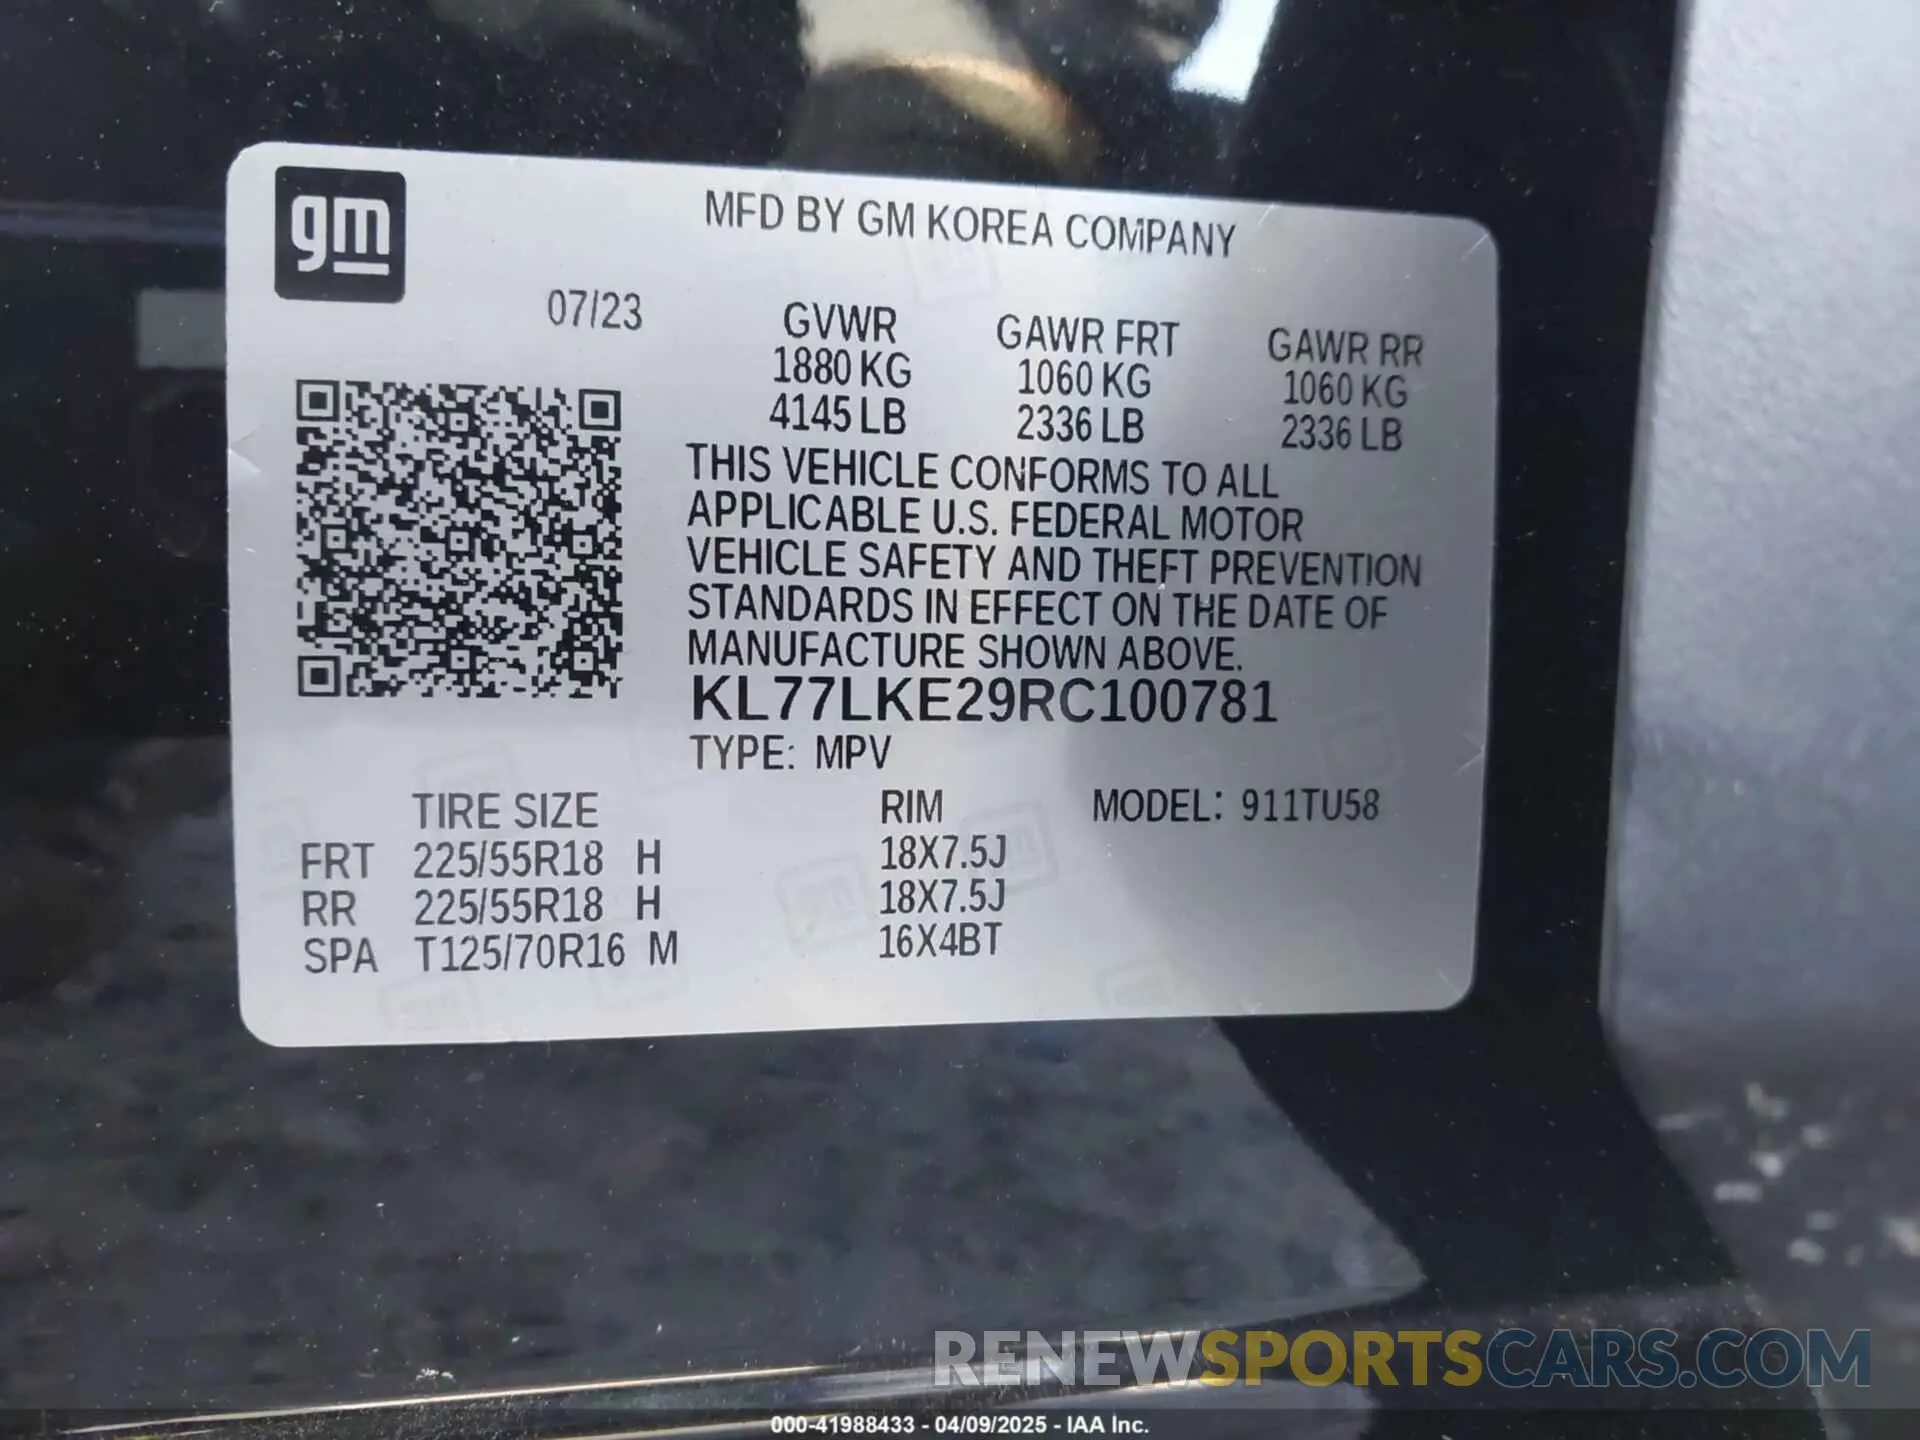 gm
MFD BY GM KOREA COMPANY
07/23
GVWR GAWR FRT GAWR RR
1880 KG 1060 KG 1060 KG
4145 LB 2336 LB 2336 LB
THIS VEHICLE CONFORMS TO ALL
APPLICABLE U.S. FEDERAL MOTOR
VEHICLE SAFETY AND THEFT PREVENTION
STANDARDS IN EFFECT ON THE DATE OF
MANUFACTURE SHOWN ABOVE.
KL77LKE29RC100781
TYPE: MPV
TIRE SIZE RIM MODEL: 911TU58
FRT 225/55R18 H 18X7.5J
RR 225/55R18 H 18X7.5J
SPA T125/70R16 M 16X4BT
RENEWSPORTSCARS.COM
000-41988433 - 04/09/2025 - IAA Inc.